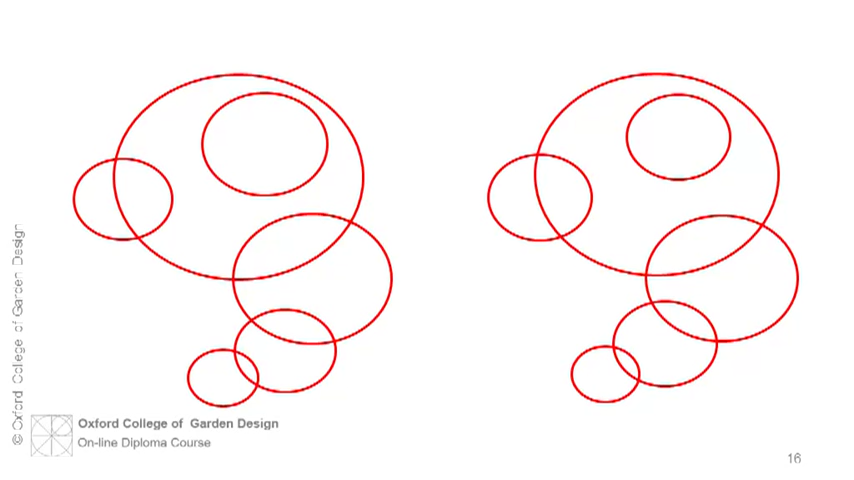 © Oxford College of Garden Design
Oxford College of Garden Design
On-line Diploma Course
16